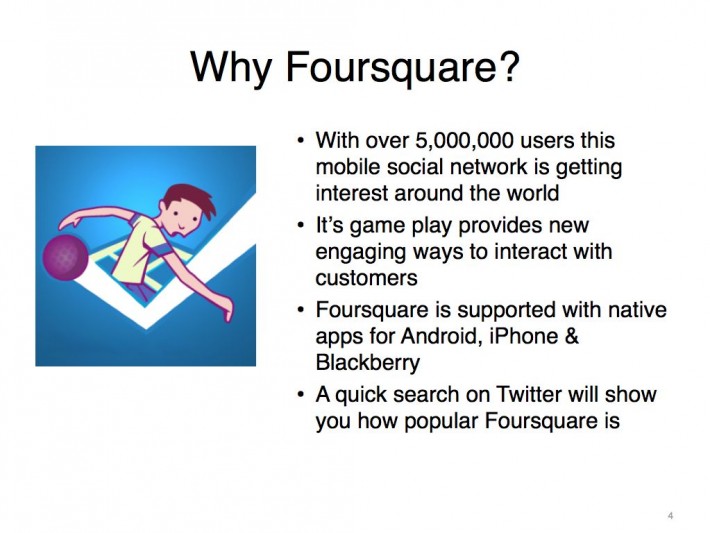 Why Foursquare?
• With over 5,000,000 users this
mobile social network is getting
interest around the world
• It's game play provides new
engaging ways to interact with
customers
• Foursquare is supported with native
apps for Android, iPhone &
Blackberry
• A quick search on Twitter will show
you how popular Foursquare is
4